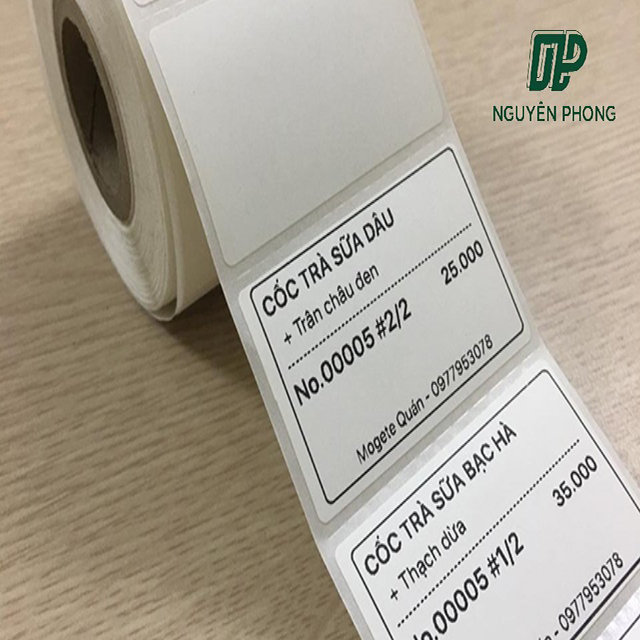 NGUYÊN PHONG
CỐC TRÀ SỮA DÂU
+ Trân châu đen
25.000
No.00005 #2/2
Mogete Quán - 0977953078
CỐC TRÀ SỮA BẠC HÀ
+ Thạch dừa
35.000
No.00005 #1/2
- 0977953078